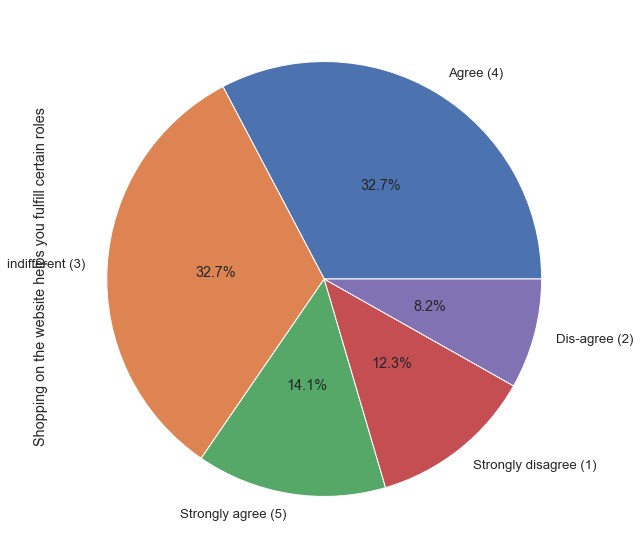 Agree (4)
32.7%
indifferent (3)
32.7%
Shopping on the website helps you fulfill certain roles
8.2%
Dis-agree (2)
12.3%
14.1%
Strongly disagree (1)
Strongly agree (5)